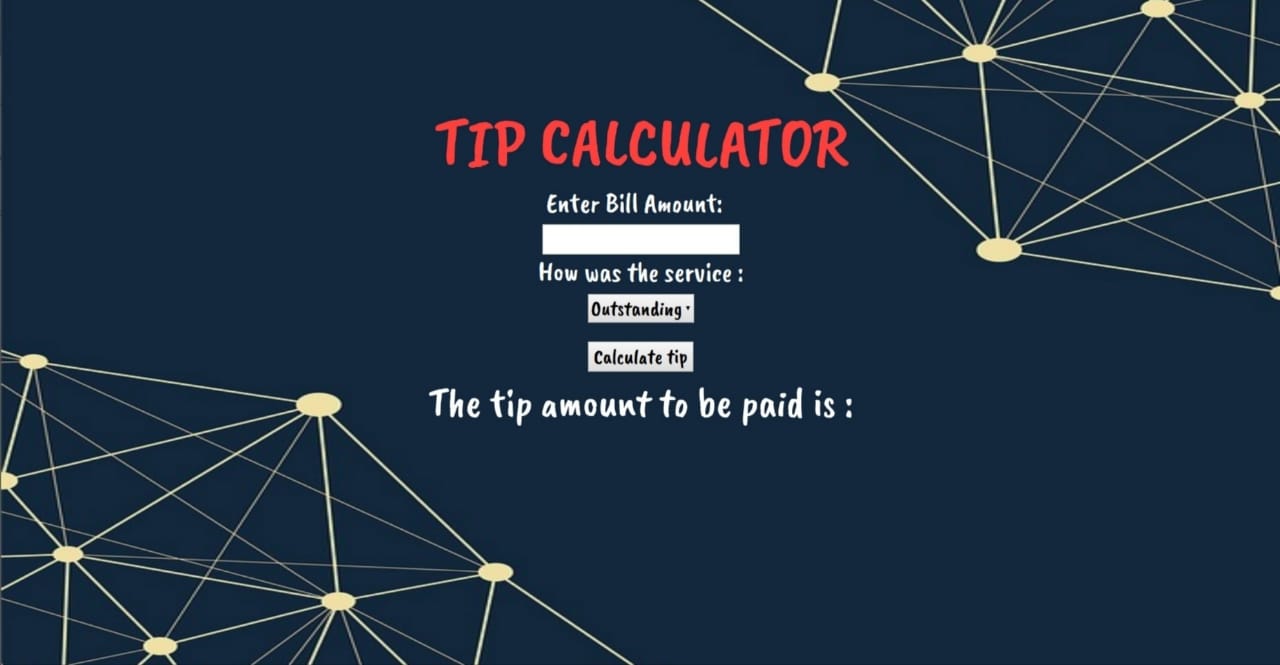 TIP CALCULATOR
Enter Bill Amount:
How was the service :
Outstanding
Calculate tip
The tip amount to be paid is :